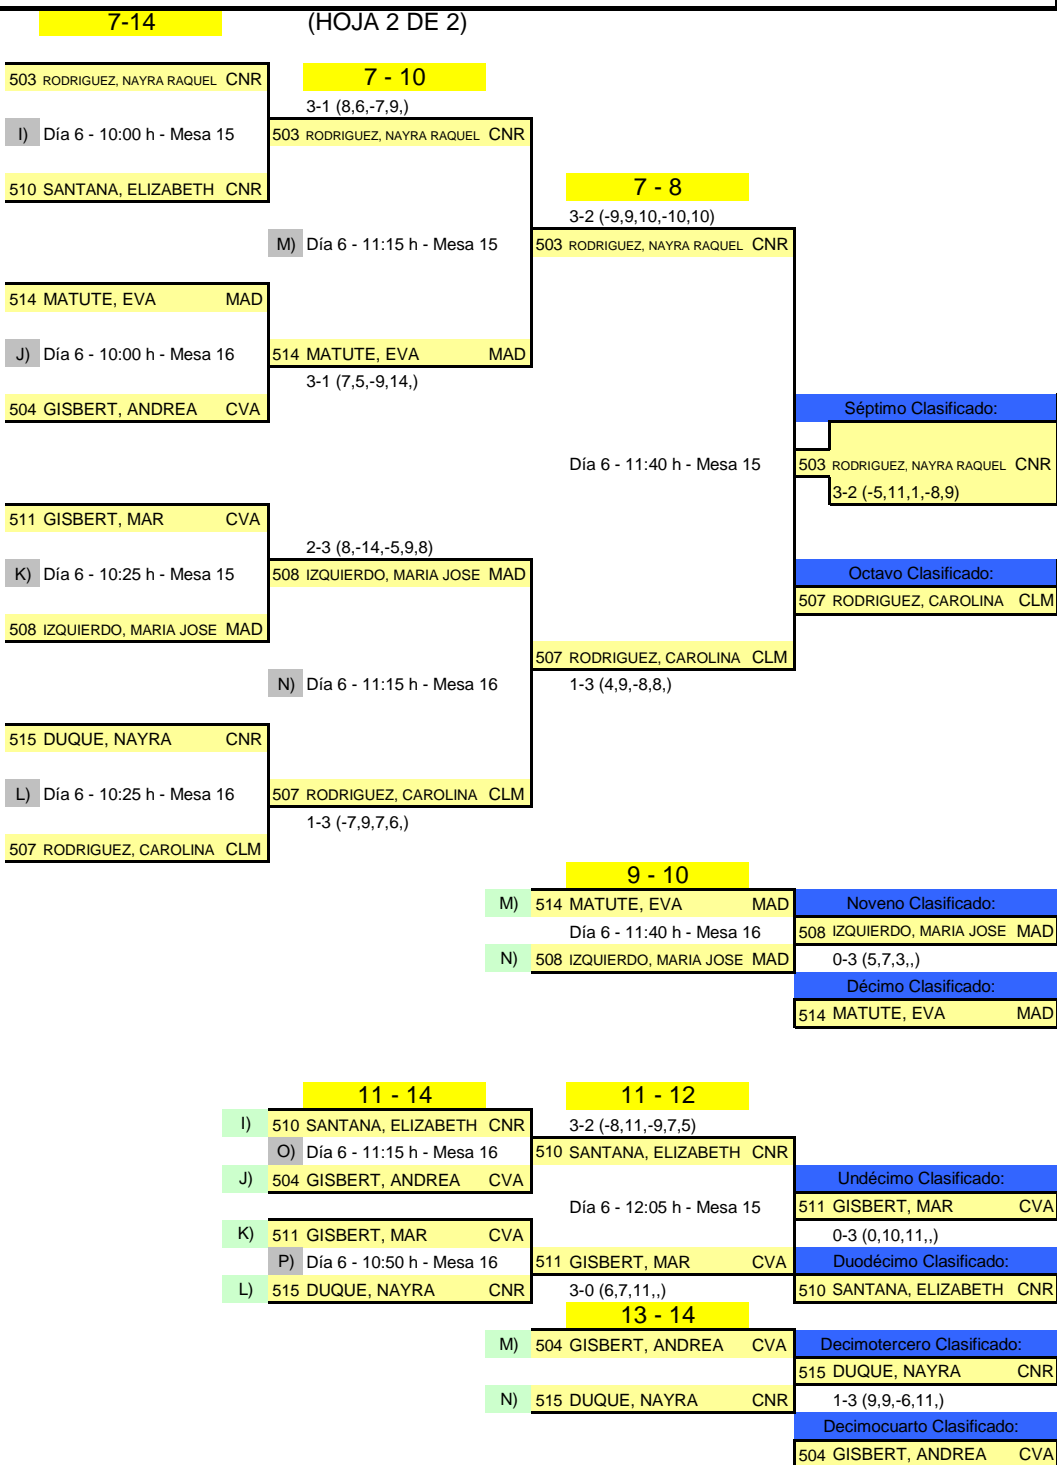 7-14 (HOJA 2 DE 2)
503 RODRIGUEZ, NAYRA RAQUEL CNR 7 - 10
3-1 (8,6,-7,9,)
I) Día 6 - 10:00 h - Mesa 15 503 RODRIGUEZ, NAYRA RAQUEL CNR
510 SANTANA, ELIZABETH CNR 7 - 8
3-2 (-9,9,10,-10,10)
M) Día 6 - 11:15 h - Mesa 15 503 RODRIGUEZ, NAYRA RAQUEL CNR
514 MATUTE, EVA MAD
J) Día 6 - 10:00 h - Mesa 16 514 MATUTE, EVA MAD
3-1 (7,5,-9,14,)
504 GISBERT, ANDREA CVA Séptimo Clasificado:
Día 6 - 11:40 h - Mesa 15 503 RODRIGUEZ, NAYRA RAQUEL CNR
3-2 (-5,11,1,-8,9)
511 GISBERT, MAR CVA
2-3 (8,-14,-5,9,8)
K) Día 6 - 10:25 h - Mesa 15 508 IZQUIERDO, MARIA JOSE MAD Octavo Clasificado:
507 RODRIGUEZ, CAROLINA CLM
508 IZQUIERDO, MARIA JOSE MAD
507 RODRIGUEZ, CAROLINA CLM
N) Día 6 - 11:15 h - Mesa 16 1-3 (4,9,-8,8,)
515 DUQUE, NAYRA CNR
L) Día 6 - 10:25 h - Mesa 16 507 RODRIGUEZ, CAROLINA CLM
1-3 (-7,9,7,6,)
507 RODRIGUEZ, CAROLINA CLM
9 - 10
M) 514 MATUTE, EVA MAD Noveno Clasificado:
Día 6 - 11:40 h - Mesa 16 508 IZQUIERDO, MARIA JOSE MAD
N) 508 IZQUIERDO, MARIA JOSE MAD 0-3 (5,7,3,,)
Décimo Clasificado:
514 MATUTE, EVA MAD
11 - 14 11 - 12
I) 510 SANTANA, ELIZABETH CNR 3-2 (-8,11,-9,7,5)
O) Día 6 - 11:15 h - Mesa 16 510 SANTANA, ELIZABETH CNR
J) 504 GISBERT, ANDREA CVA Undécimo Clasificado:
Día 6 - 12:05 h - Mesa 15 511 GISBERT, MAR CVA
K) 511 GISBERT, MAR CVA 0-3 (0,10,11,,)
P) Día 6 - 10:50 h - Mesa 16 511 GISBERT, MAR CVA Duodécimo Clasificado:
L) 515 DUQUE, NAYRA CNR 3-0 (6,7,11,,) 510 SANTANA, ELIZABETH CNR
13 - 14
M) 504 GISBERT, ANDREA CVA Decimotercero Clasificado:
515 DUQUE, NAYRA CNR
N) 515 DUQUE, NAYRA CNR 1-3 (9,9,-6,11,)
Decimocuarto Clasificado:
504 GISBERT, ANDREA CVA